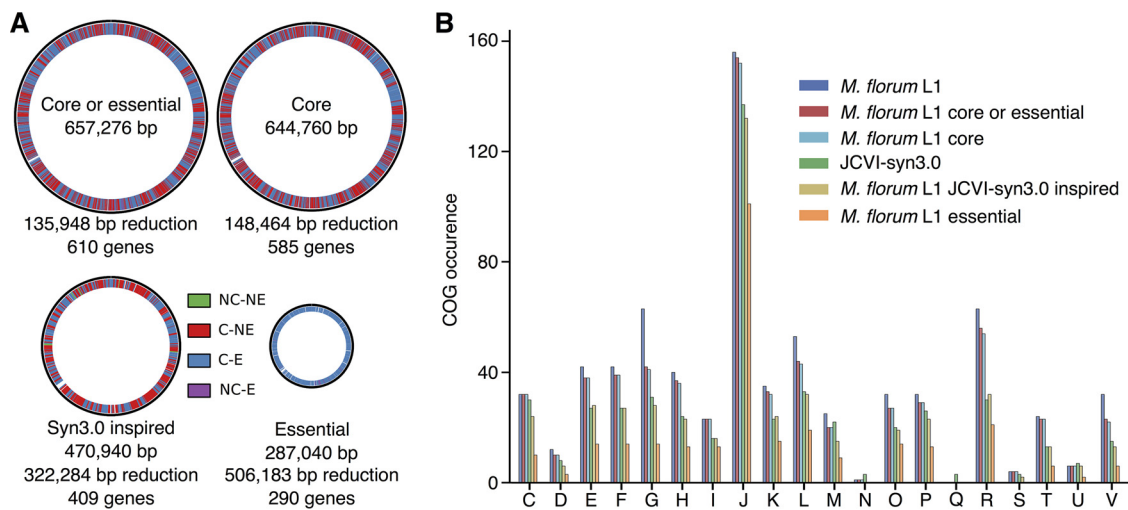 A
Core or essential
657,276 bp
135,948 bp reduction
610 genes
Core
644,760 bp
148,464 bp reduction
585 genes
NC-NE
C-NE
C-E
NC-E
Syn3.0 inspired
470,940 bp
322,284 bp reduction
409 genes
Essential
287,040 bp
506,183 bp reduction
290 genes
B
COG occurence
160
120
80
40
0
M. florum L1
M. florum L1 core or essential
M. florum L1 core
JCVI-syn3.0
M. florum L1 JCVI-syn3.0 inspired
M. florum L1 essential
C D E F G H I J K L M N O P Q R S T U V